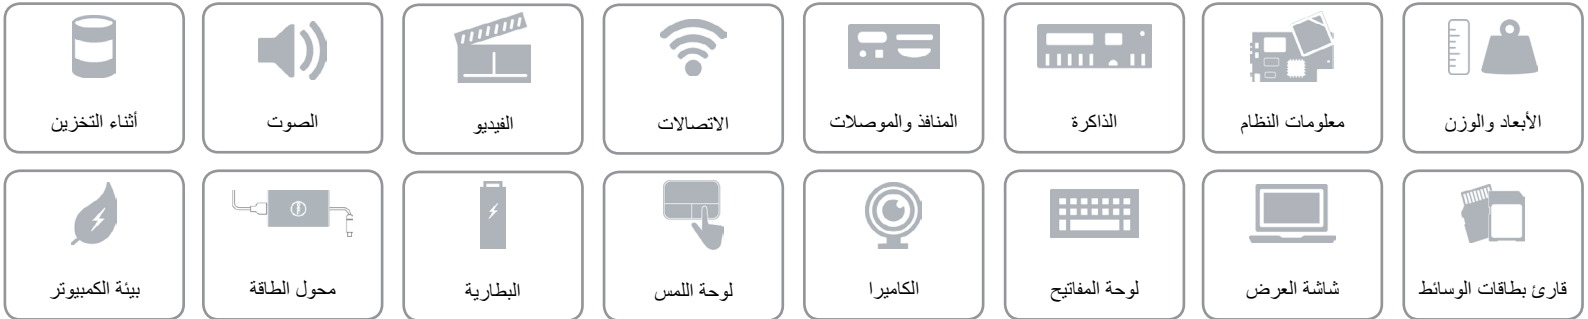 الأبعاد والوزن
معلومات النظام
الذاكرة
المنافذ والموصلات
الاتصالات
الفيديو
الصوت
أثناء التخزين
قارئ بطاقات الوسائط
شاشة العرض
لوحة المفاتيح
الكاميرا
لوحة اللمس
البطارية
محول الطاقة
بيئة الكمبيوتر